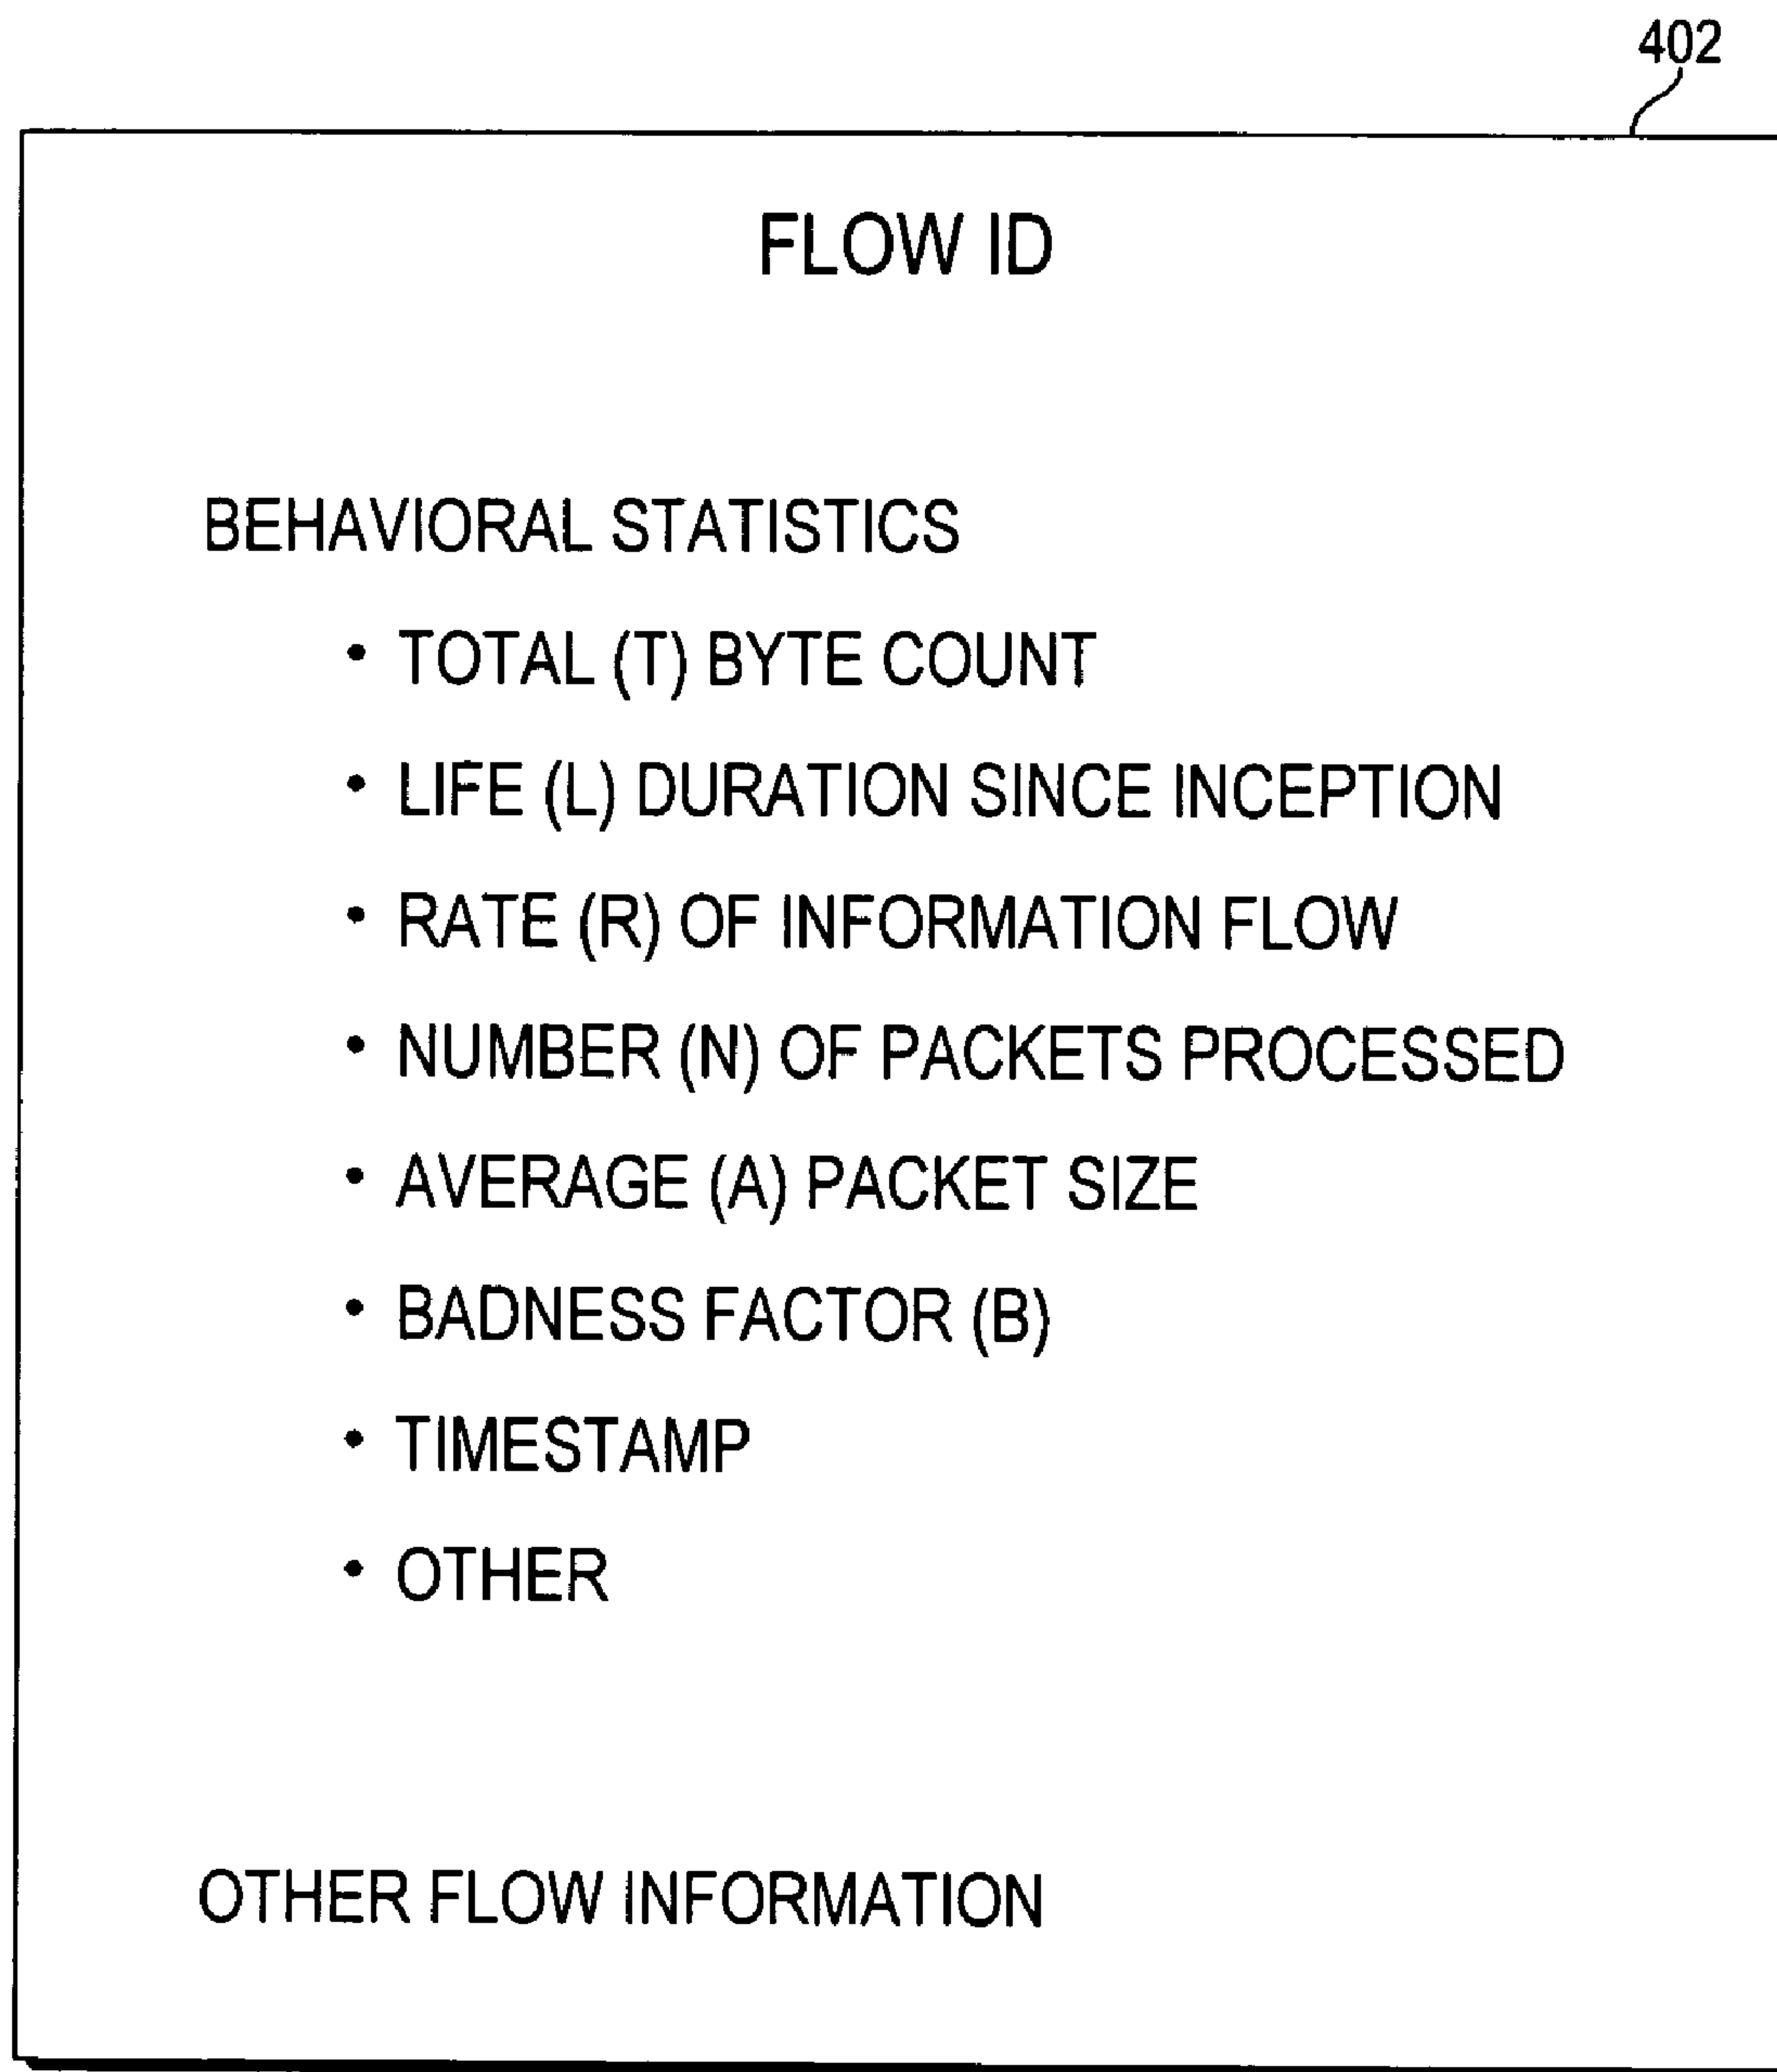 402
FLOW ID
BEHAVIORAL STATISTICS
• TOTAL (T) BYTE COUNT
• LIFE (L) DURATION SINCE INCEPTION
• RATE (R) OF INFORMATION FLOW
• NUMBER (N) OF PACKETS PROCESSED
• AVERAGE (A) PACKET SIZE
• BADNESS FACTOR (B)
• TIMESTAMP
• OTHER
OTHER FLOW INFORMATION